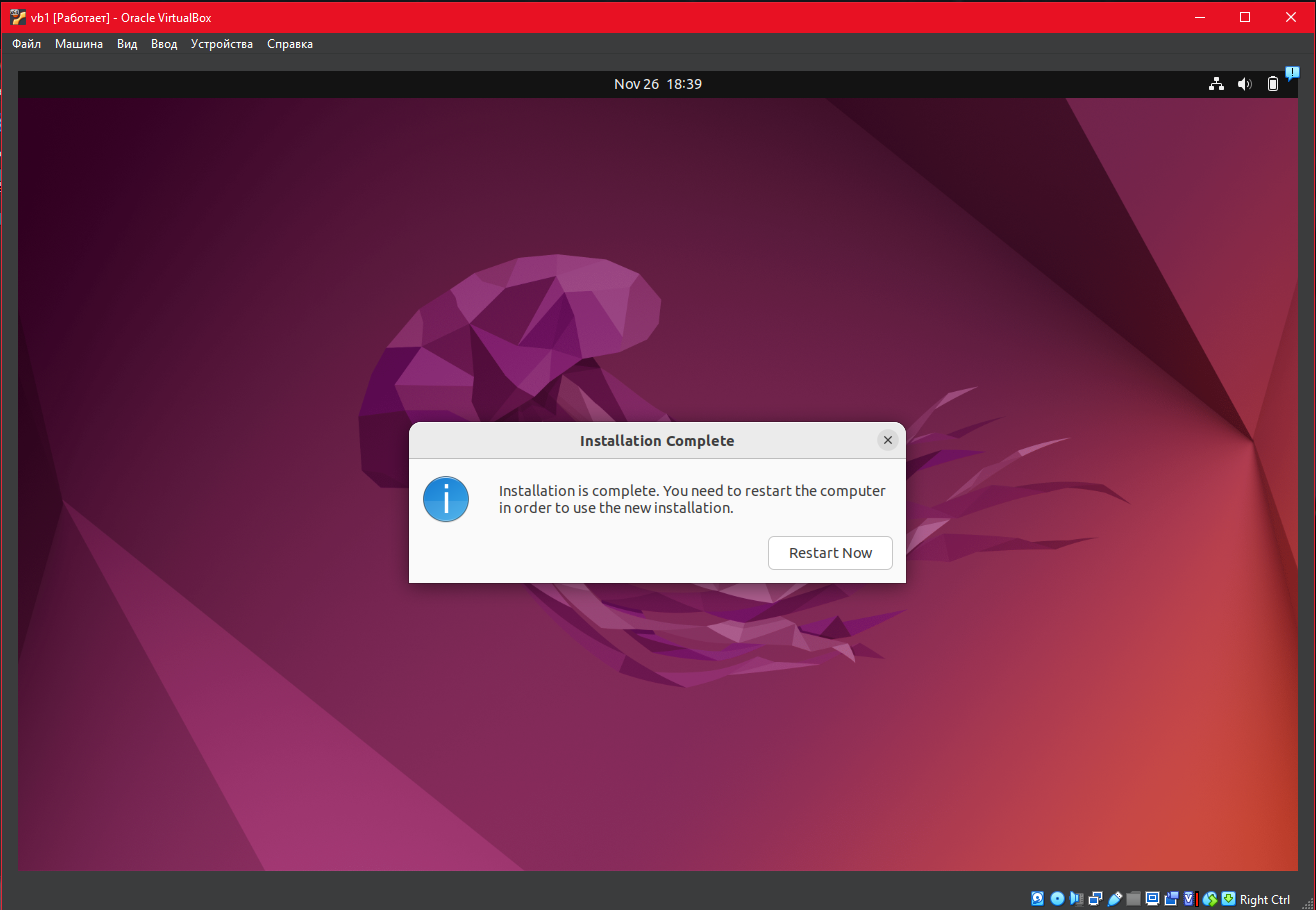 vb1 [Работает] - Oracle VirtualBox
Файл Машина Вид Ввод Устройства Справка
Nov 26 18:39
Installation Complete
Installation is complete. You need to restart the computer
in order to use the new installation.
Restart Now
Right Ctrl